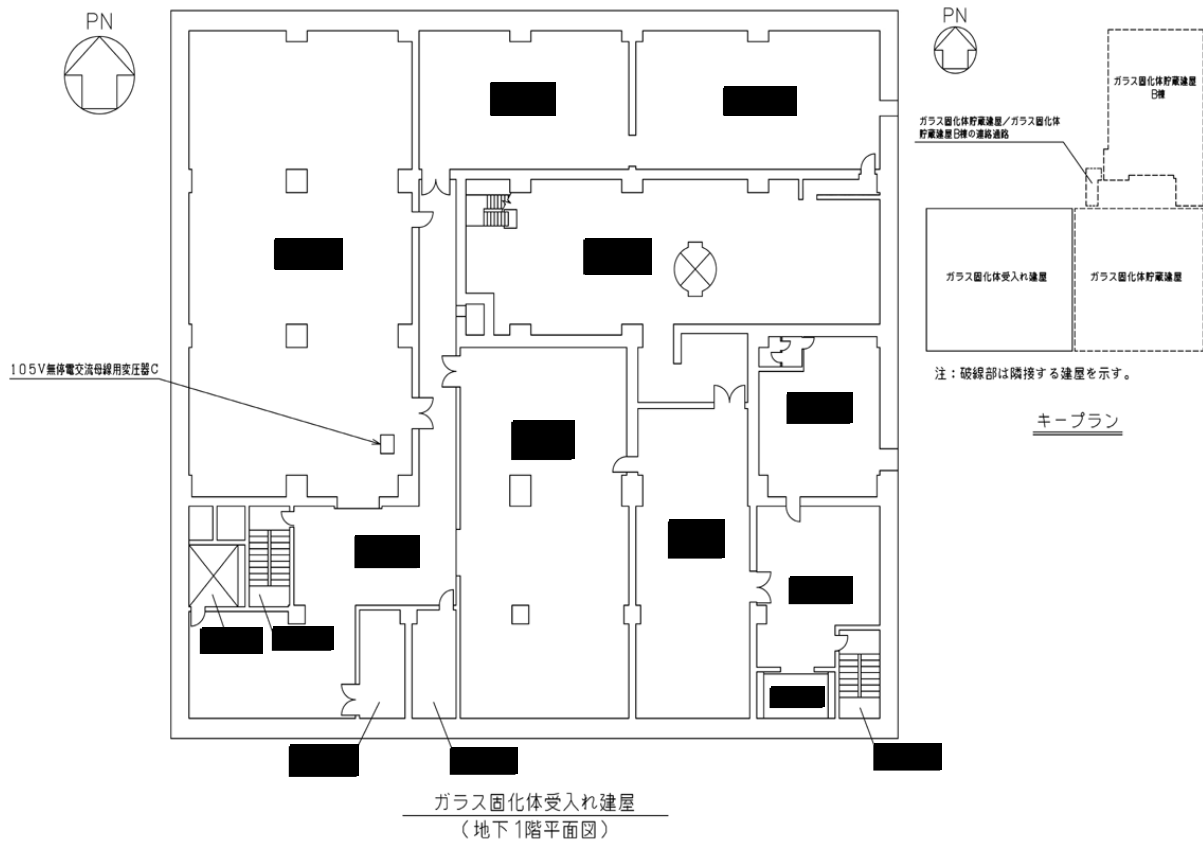 PN
PN
ガラス固化体貯蔵建屋
B棟
ガラス固化体貯蔵建屋／ガラス固化体
貯蔵建屋B棟の連絡通路
ガラス固化体受入れ建屋
ガラス固化体貯蔵建屋
注：破線部は隣接する建屋を示す。
キープラン
105V無停電交流母線用変圧器C
ガラス固化体受入れ建屋
（地下1階平面図）